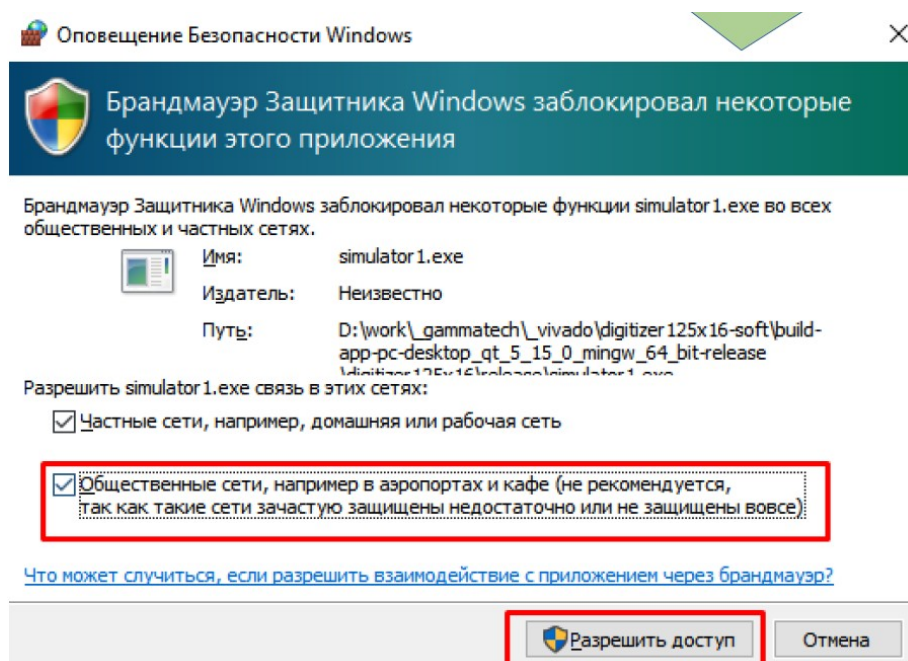 Оповещение Безопасности Windows
Брандмауэр Защитника Windows заблокировал некоторые
функции этого приложения
Брандмауэр Защитника Windows заблокировал некоторые функции simulator1.exe во всех
общественных и частных сетях.
Имя: simulator1.exe
Издатель: Неизвестно
Путь: D:\work\_gammatech\_vivado\digitizer125x16-soft\build-
app-pc-desktop_qt_5_15_0_mingw_64_bit-release
\digitizer125x16\release\simulator1.exe
Разрешить simulator1.exe связь в этих сетях:
Частные сети, например, домашняя или рабочая сеть
Общественные сети, например в аэропортах и кафе (не рекомендуется,
так как такие сети зачастую защищены недостаточно или не защищены вовсе)
Что может случиться, если разрешить взаимодействие с приложением через брандмауэр?
Разрешить доступ Отмена